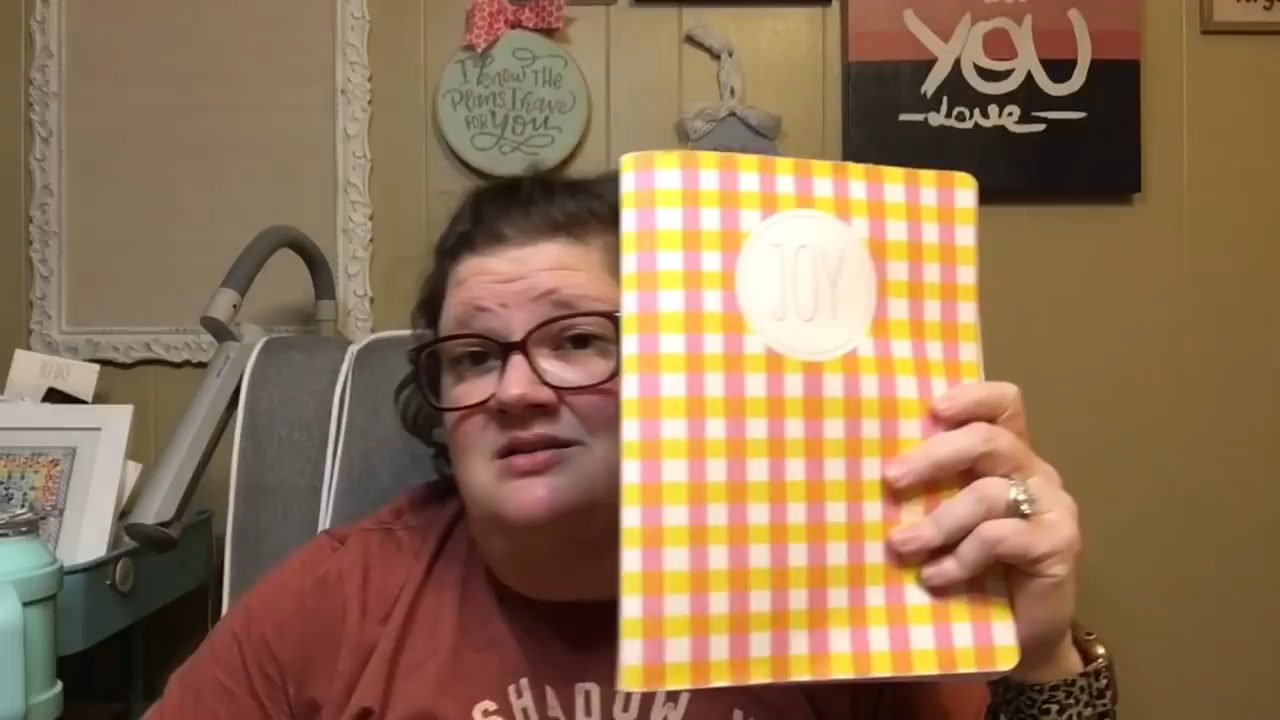 I know THE
Plans I have
FOR You
YOU
Love
JOY
SHADOW